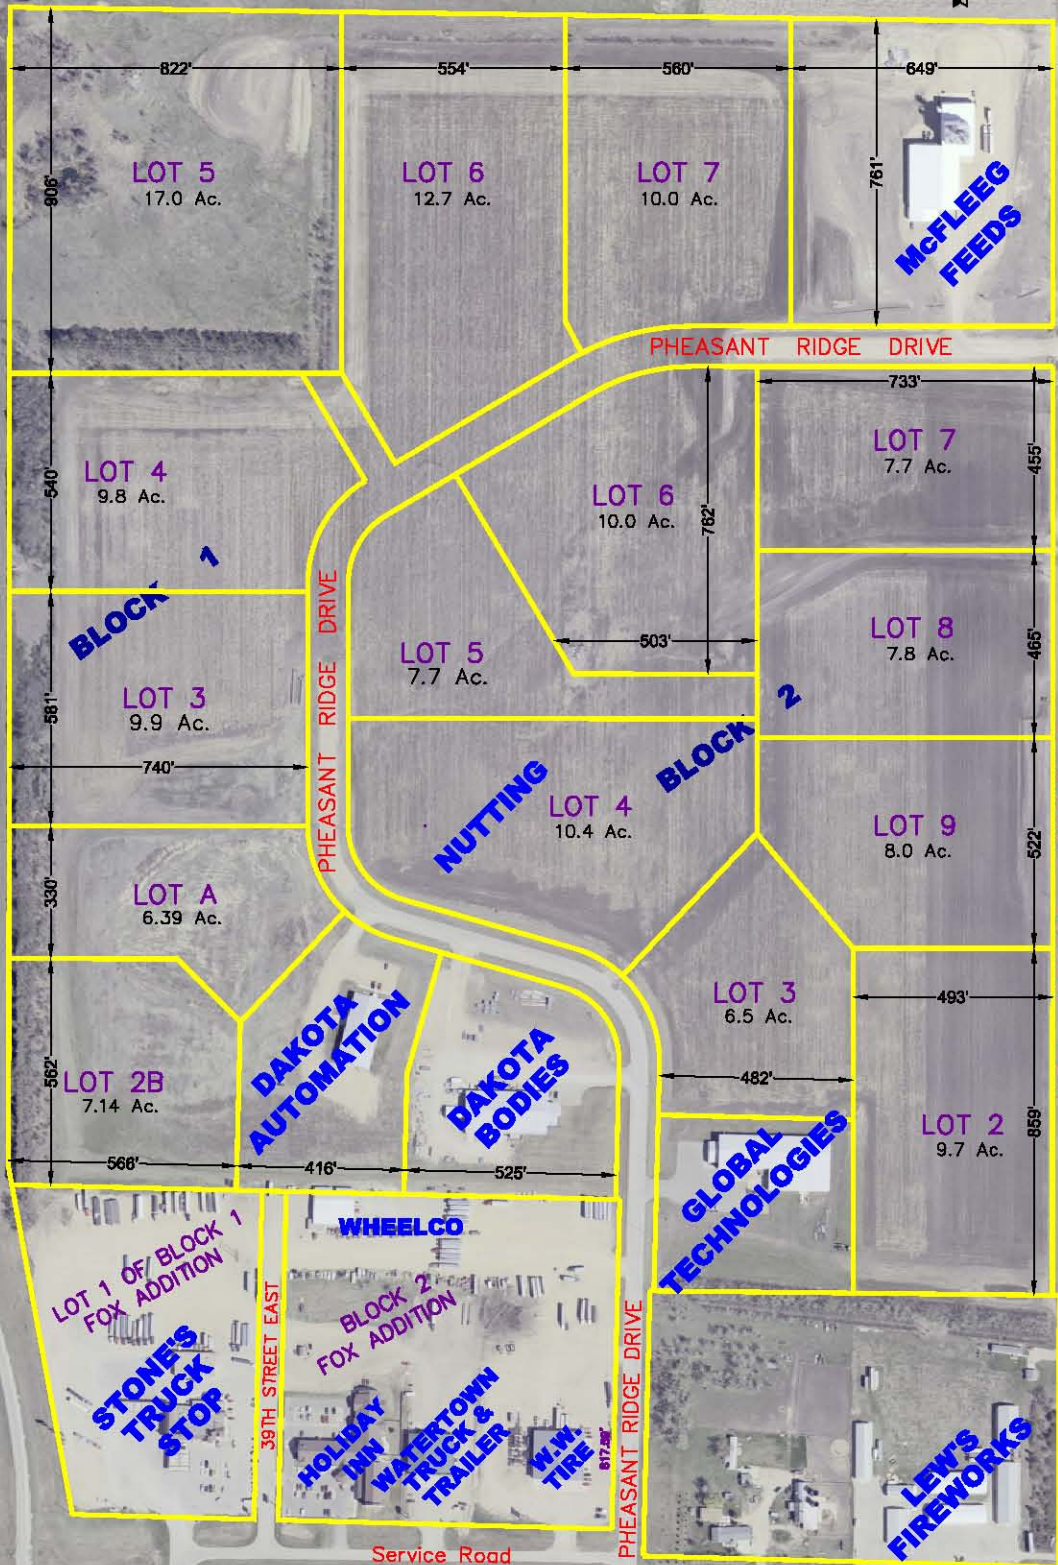 822'
554'
560'
649'
906'
761'
LOT 5
17.0 Ac.
LOT 6
12.7 Ac.
LOT 7
10.0 Ac.
McFLEEG
FEEDS
PHEASANT RIDGE DRIVE
733'
LOT 4
9.8 Ac.
540'
LOT 6
10.0 Ac.
762'
LOT 7
7.7 Ac.
455'
BLOCK 1
PHEASANT RIDGE DRIVE
LOT 5
7.7 Ac.
503'
LOT 8
7.8 Ac.
465'
LOT 3
9.9 Ac.
581'
740'
NUTTING
BLOCK 2
LOT 4
10.4 Ac.
LOT 9
8.0 Ac.
522'
LOT A
6.39 Ac.
330'
LOT 3
6.5 Ac.
482'
493'
LOT 2B
7.14 Ac.
562'
DAKOTA
AUTOMATION
DAKOTA
BODIES
GLOBAL
TECHNOLOGIES
LOT 2
9.7 Ac.
859'
566'
416'
525'
LOT 1 OF BLOCK 1
FOX ADDITION
WHEELCO
BLOCK 2
FOX ADDITION
39TH STREET EAST
STONE'S
TRUCK
STOP
HOLIDAY
INN
WATERTOWN
TRUCK &
TRAILER
W.W.
TIRE
PHEASANT RIDGE DRIVE
LEW'S
FIREWORKS
Service Road